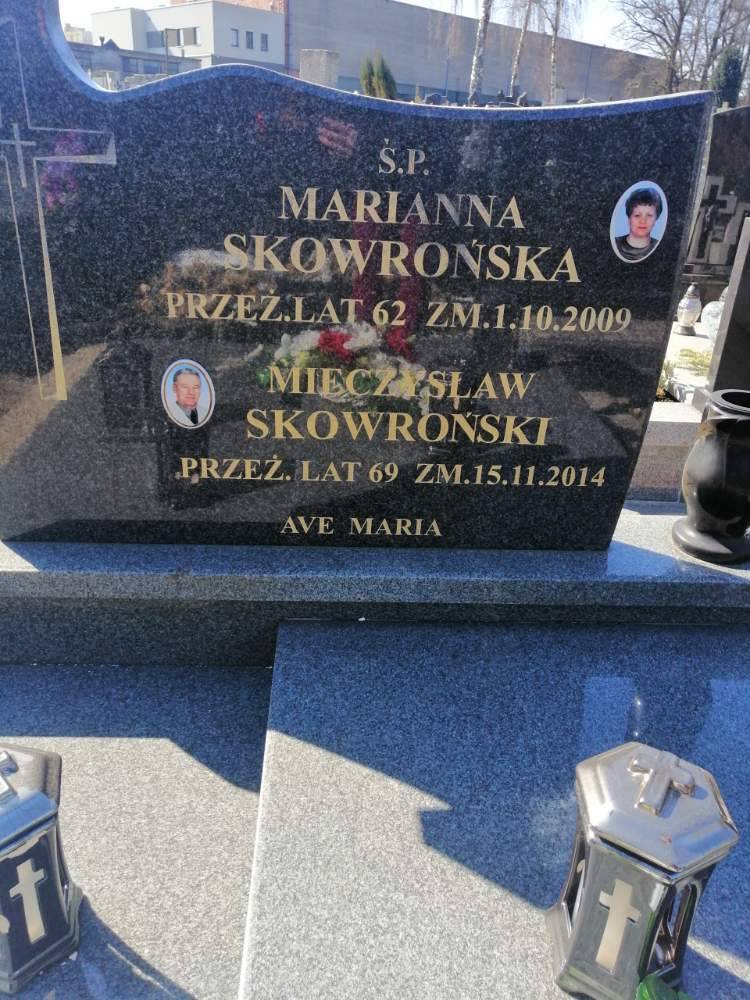 Ś.P.
MARIANNA
SKOWROŃSKA
PRZEŻ.LAT 62 ZM.1.10.2009
MIECZYSŁAW
SKOWROŃSKI
PRZEŻ. LAT 69 ZM.15.11.2014
AVE MARIA